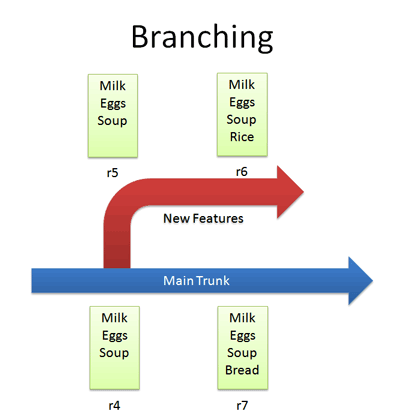 Branching
Milk
Eggs
Soup
r5
Milk
Eggs
Soup
Rice
r6
New Features
Main Trunk
Milk
Eggs
Soup
r4
Milk
Eggs
Soup
Bread
r7